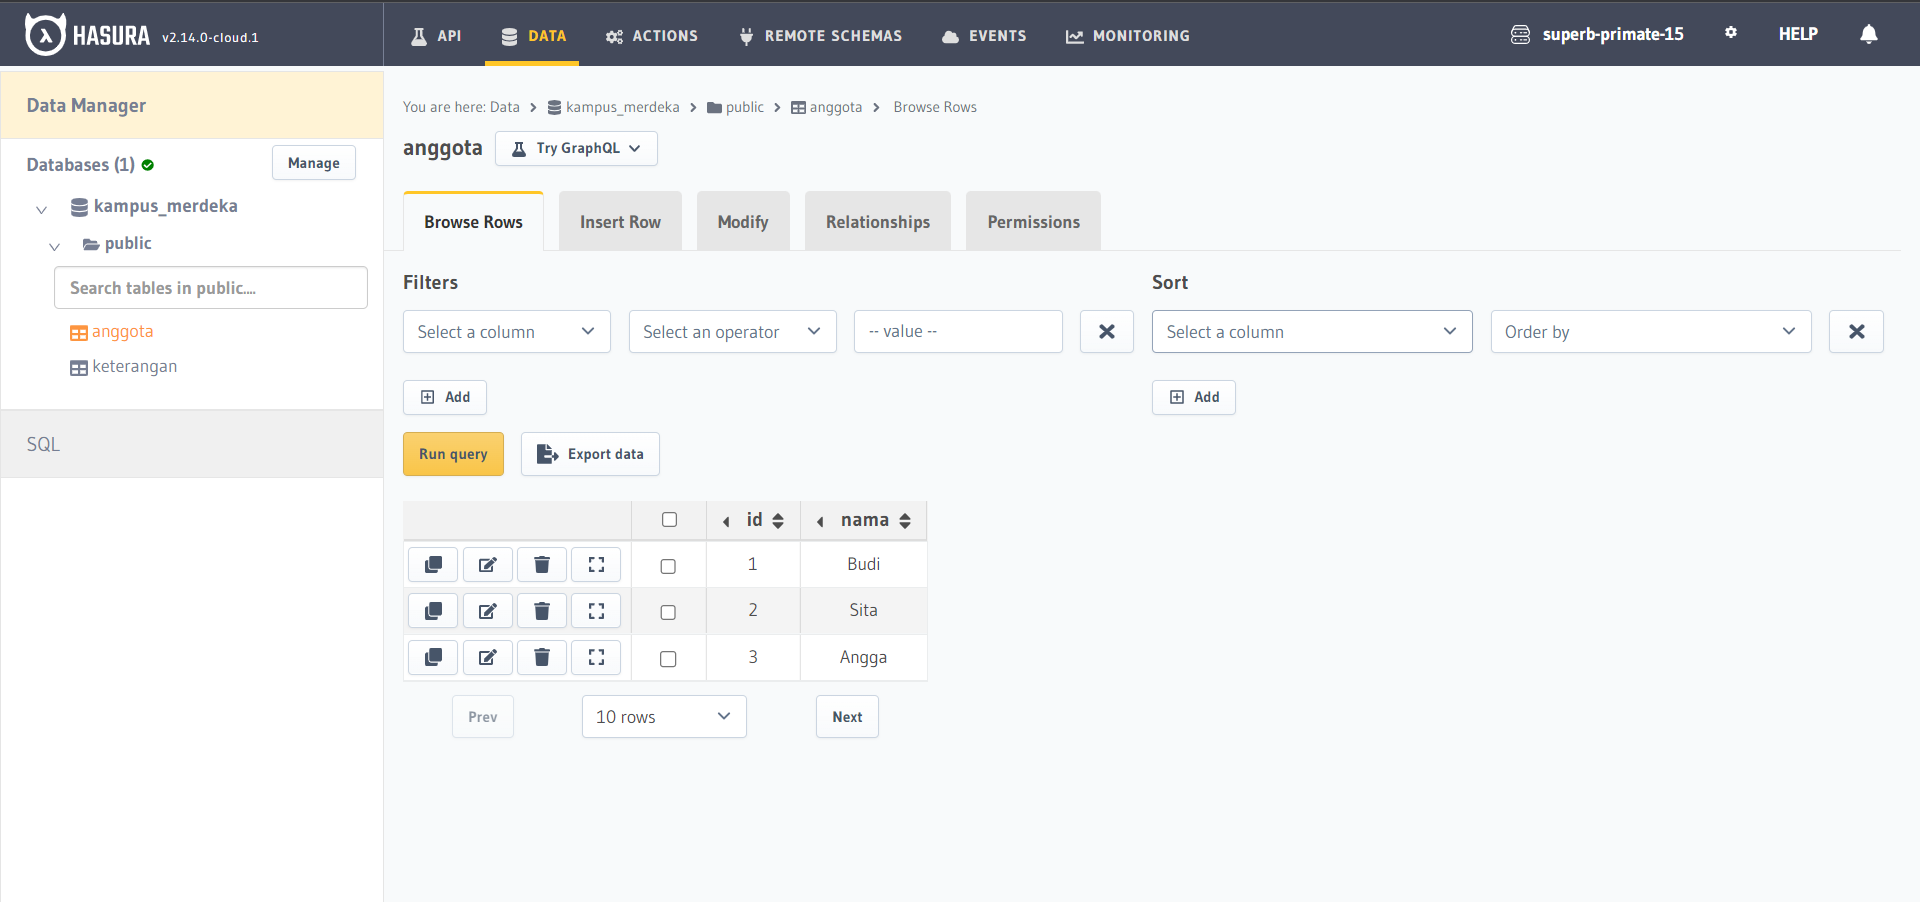 HASURA v2.14.0-cloud.1 API DATA ACTIONS REMOTE SCHEMAS EVENTS MONITORING superb-primate-15 HELP
Data Manager
Databases (1) Manage
kampus_merdeka
public
Search tables in public....
anggota
keterangan
SQL
You are here: Data kampus_merdeka public anggota Browse Rows
anggota Try GraphQL
Browse Rows Insert Row Modify Relationships Permissions
Filters Sort
Select a column Select an operator -- value -- Select a column Order by
Add Add
Run query Export data
id nama
1 Budi
2 Sita
3 Angga
Prev 10 rows Next